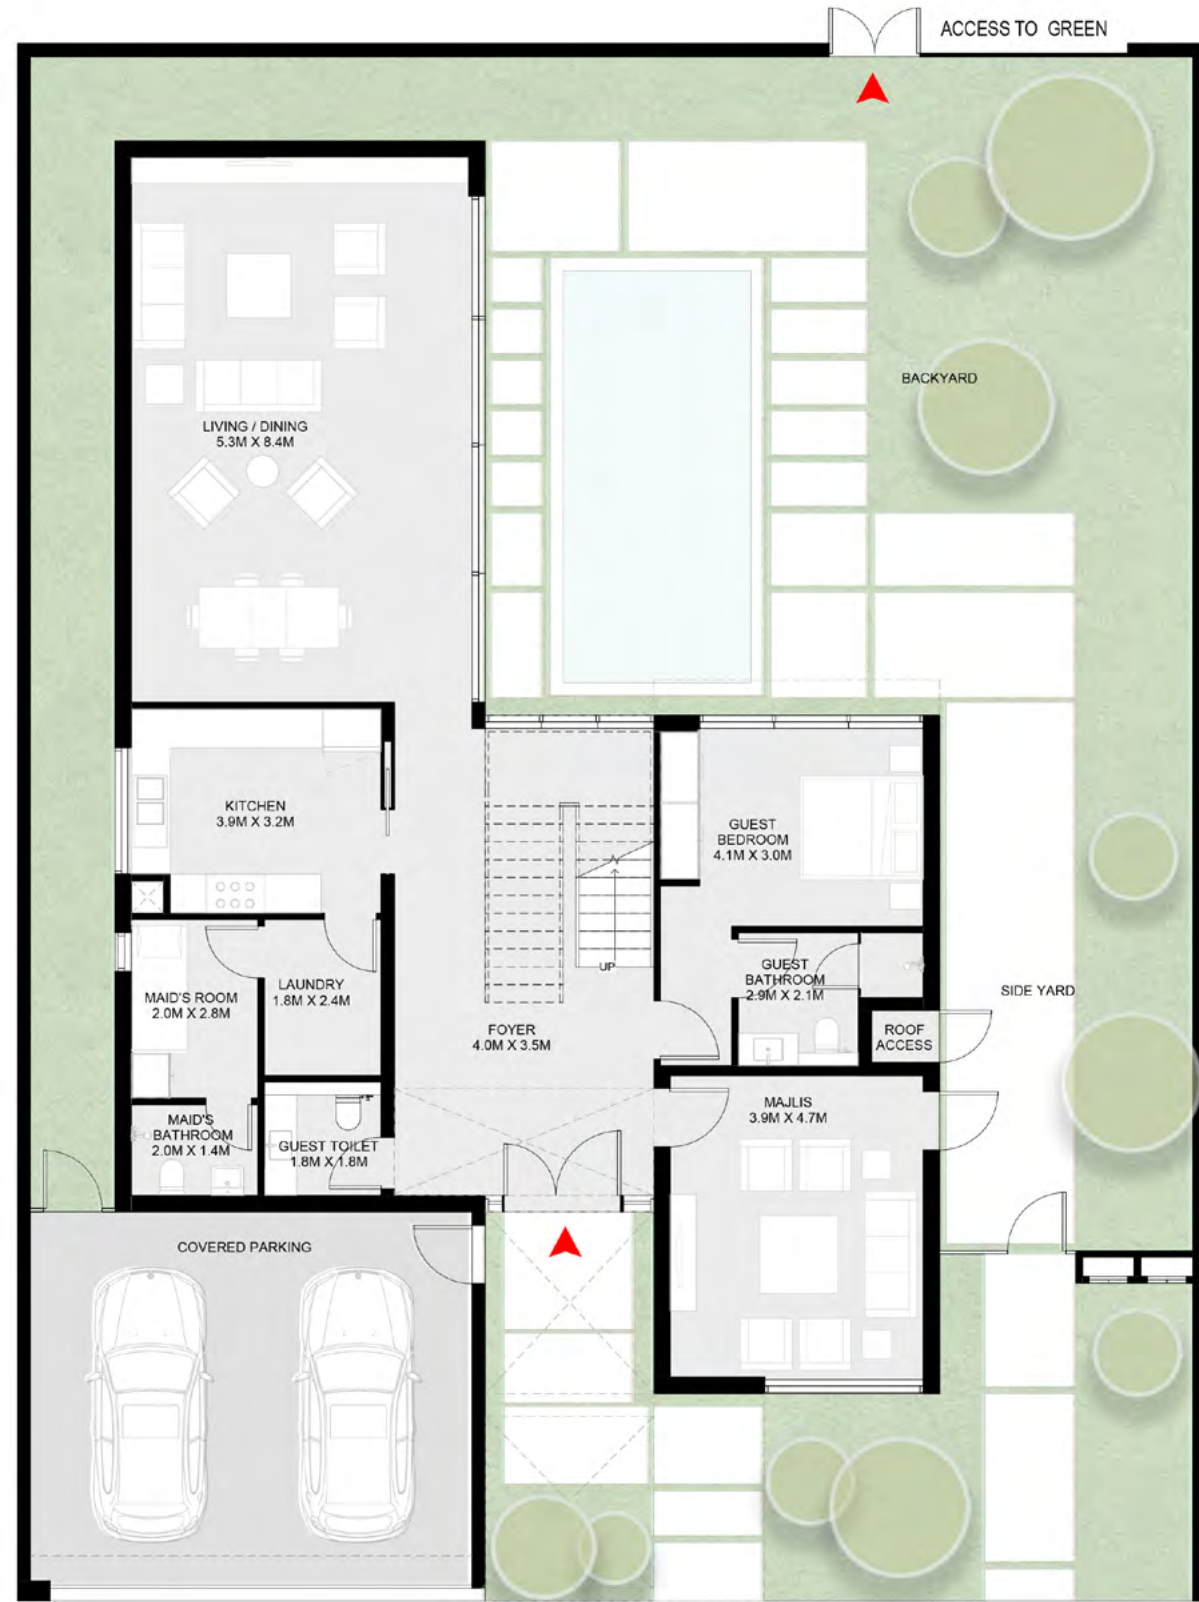 ACCESS TO GREEN
BACKYARD
LIVING / DINING
5.3M X 8.4M
KITCHEN
3.9M X 3.2M
GUEST
BEDROOM
4.1M X 3.0M
GUEST
BATHROOM
2.9M X 2.1M
UP
LAUNDRY
1.8M X 2.4M
MAID'S ROOM
2.0M X 2.8M
SIDE YARD
FOYER
4.0M X 3.5M
ROOF
ACCESS
MAJLIS
3.9M X 4.7M
MAID'S
BATHROOM
2.0M X 1.4M
GUEST TOILET
1.8M X 1.8M
COVERED PARKING